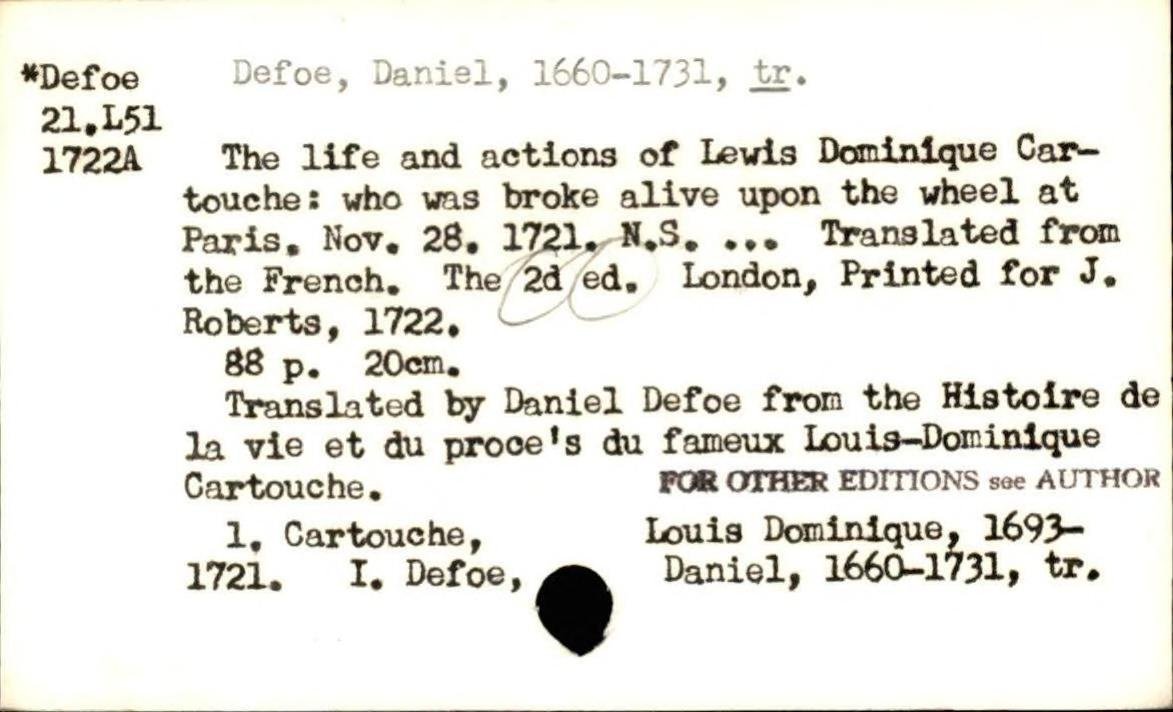 *Defoe Defoe, Daniel, 1660-1731, tr.
21.L51
1722A The life and actions of Lewis Dominique Car-
touche: who was broke alive upon the wheel at
Paris. Nov. 28. 1721. N.S. ... Translated from
the French. The 2d ed. London, Printed for J.
Roberts, 1722.
88 p. 20cm.
Translated by Daniel Defoe from the Histoire de
la vie et du proce's du fameux Louis-Dominique
Cartouche. FOR OTHER EDITIONS see AUTHOR
1. Cartouche, Louis Dominique, 1693-
1721. I. Defoe, Daniel, 1660-1731, tr.